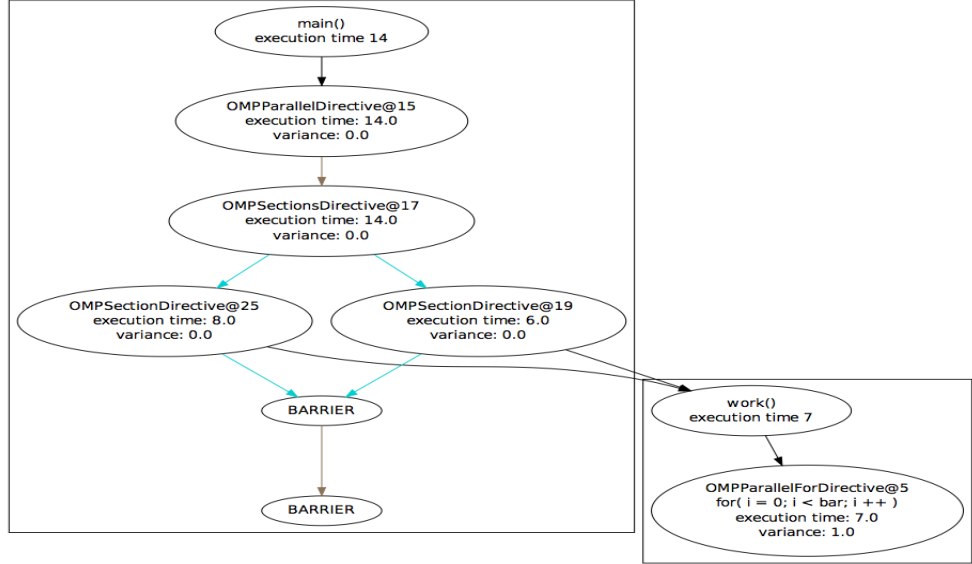 main()
execution time 14
OMPParallelDirective@15
execution time: 14.0
variance: 0.0
OMPSectionsDirective@17
execution time: 14.0
variance: 0.0
OMPSectionDirective@25
execution time: 8.0
variance: 0.0
OMPSectionDirective@19
execution time: 6.0
variance: 0.0
BARRIER
work()
execution time 7
BARRIER
OMPParallelForDirective@5
for( i = 0; i < bar; i ++ )
execution time: 7.0
variance: 1.0